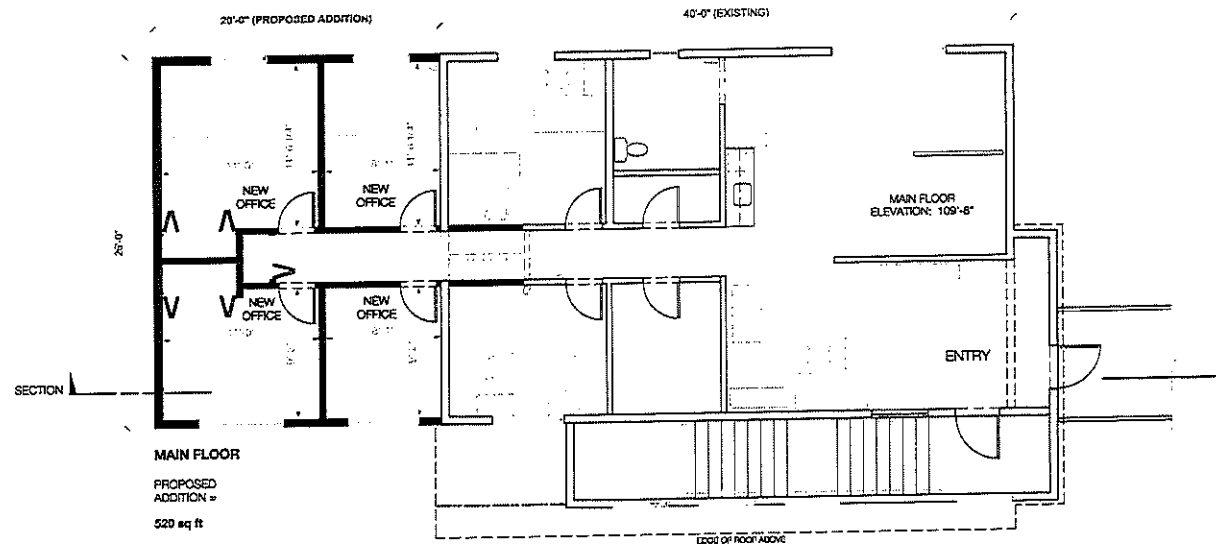 20'-0" (PROPOSED ADDITION)
40'-0" (EXISTING)
26'-0"
NEW
OFFICE
NEW
OFFICE
MAIN FLOOR
ELEVATION: 109'-8"
NEW
OFFICE
NEW
OFFICE
ENTRY
SECTION
MAIN FLOOR
PROPOSED
ADDITION =
520 sq ft
EDGE OF ROOF ABOVE